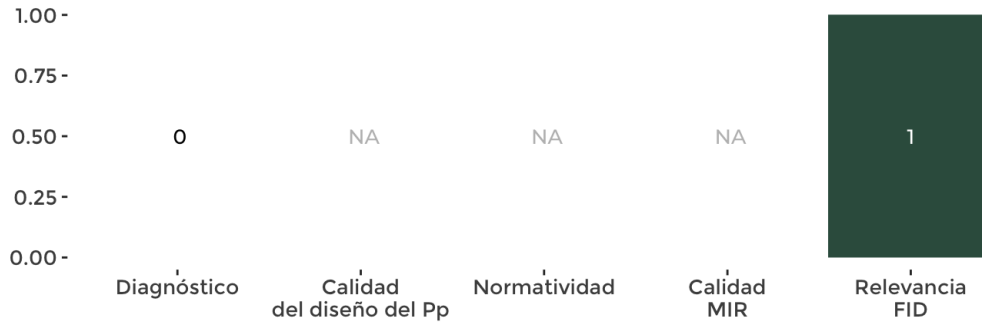 1.00
0.75
0.50
0.25
0.00
0
NA
NA
NA
1
Diagnóstico
Calidad
del diseño del Pp
Normatividad
Calidad
MIR
Relevancia
FID